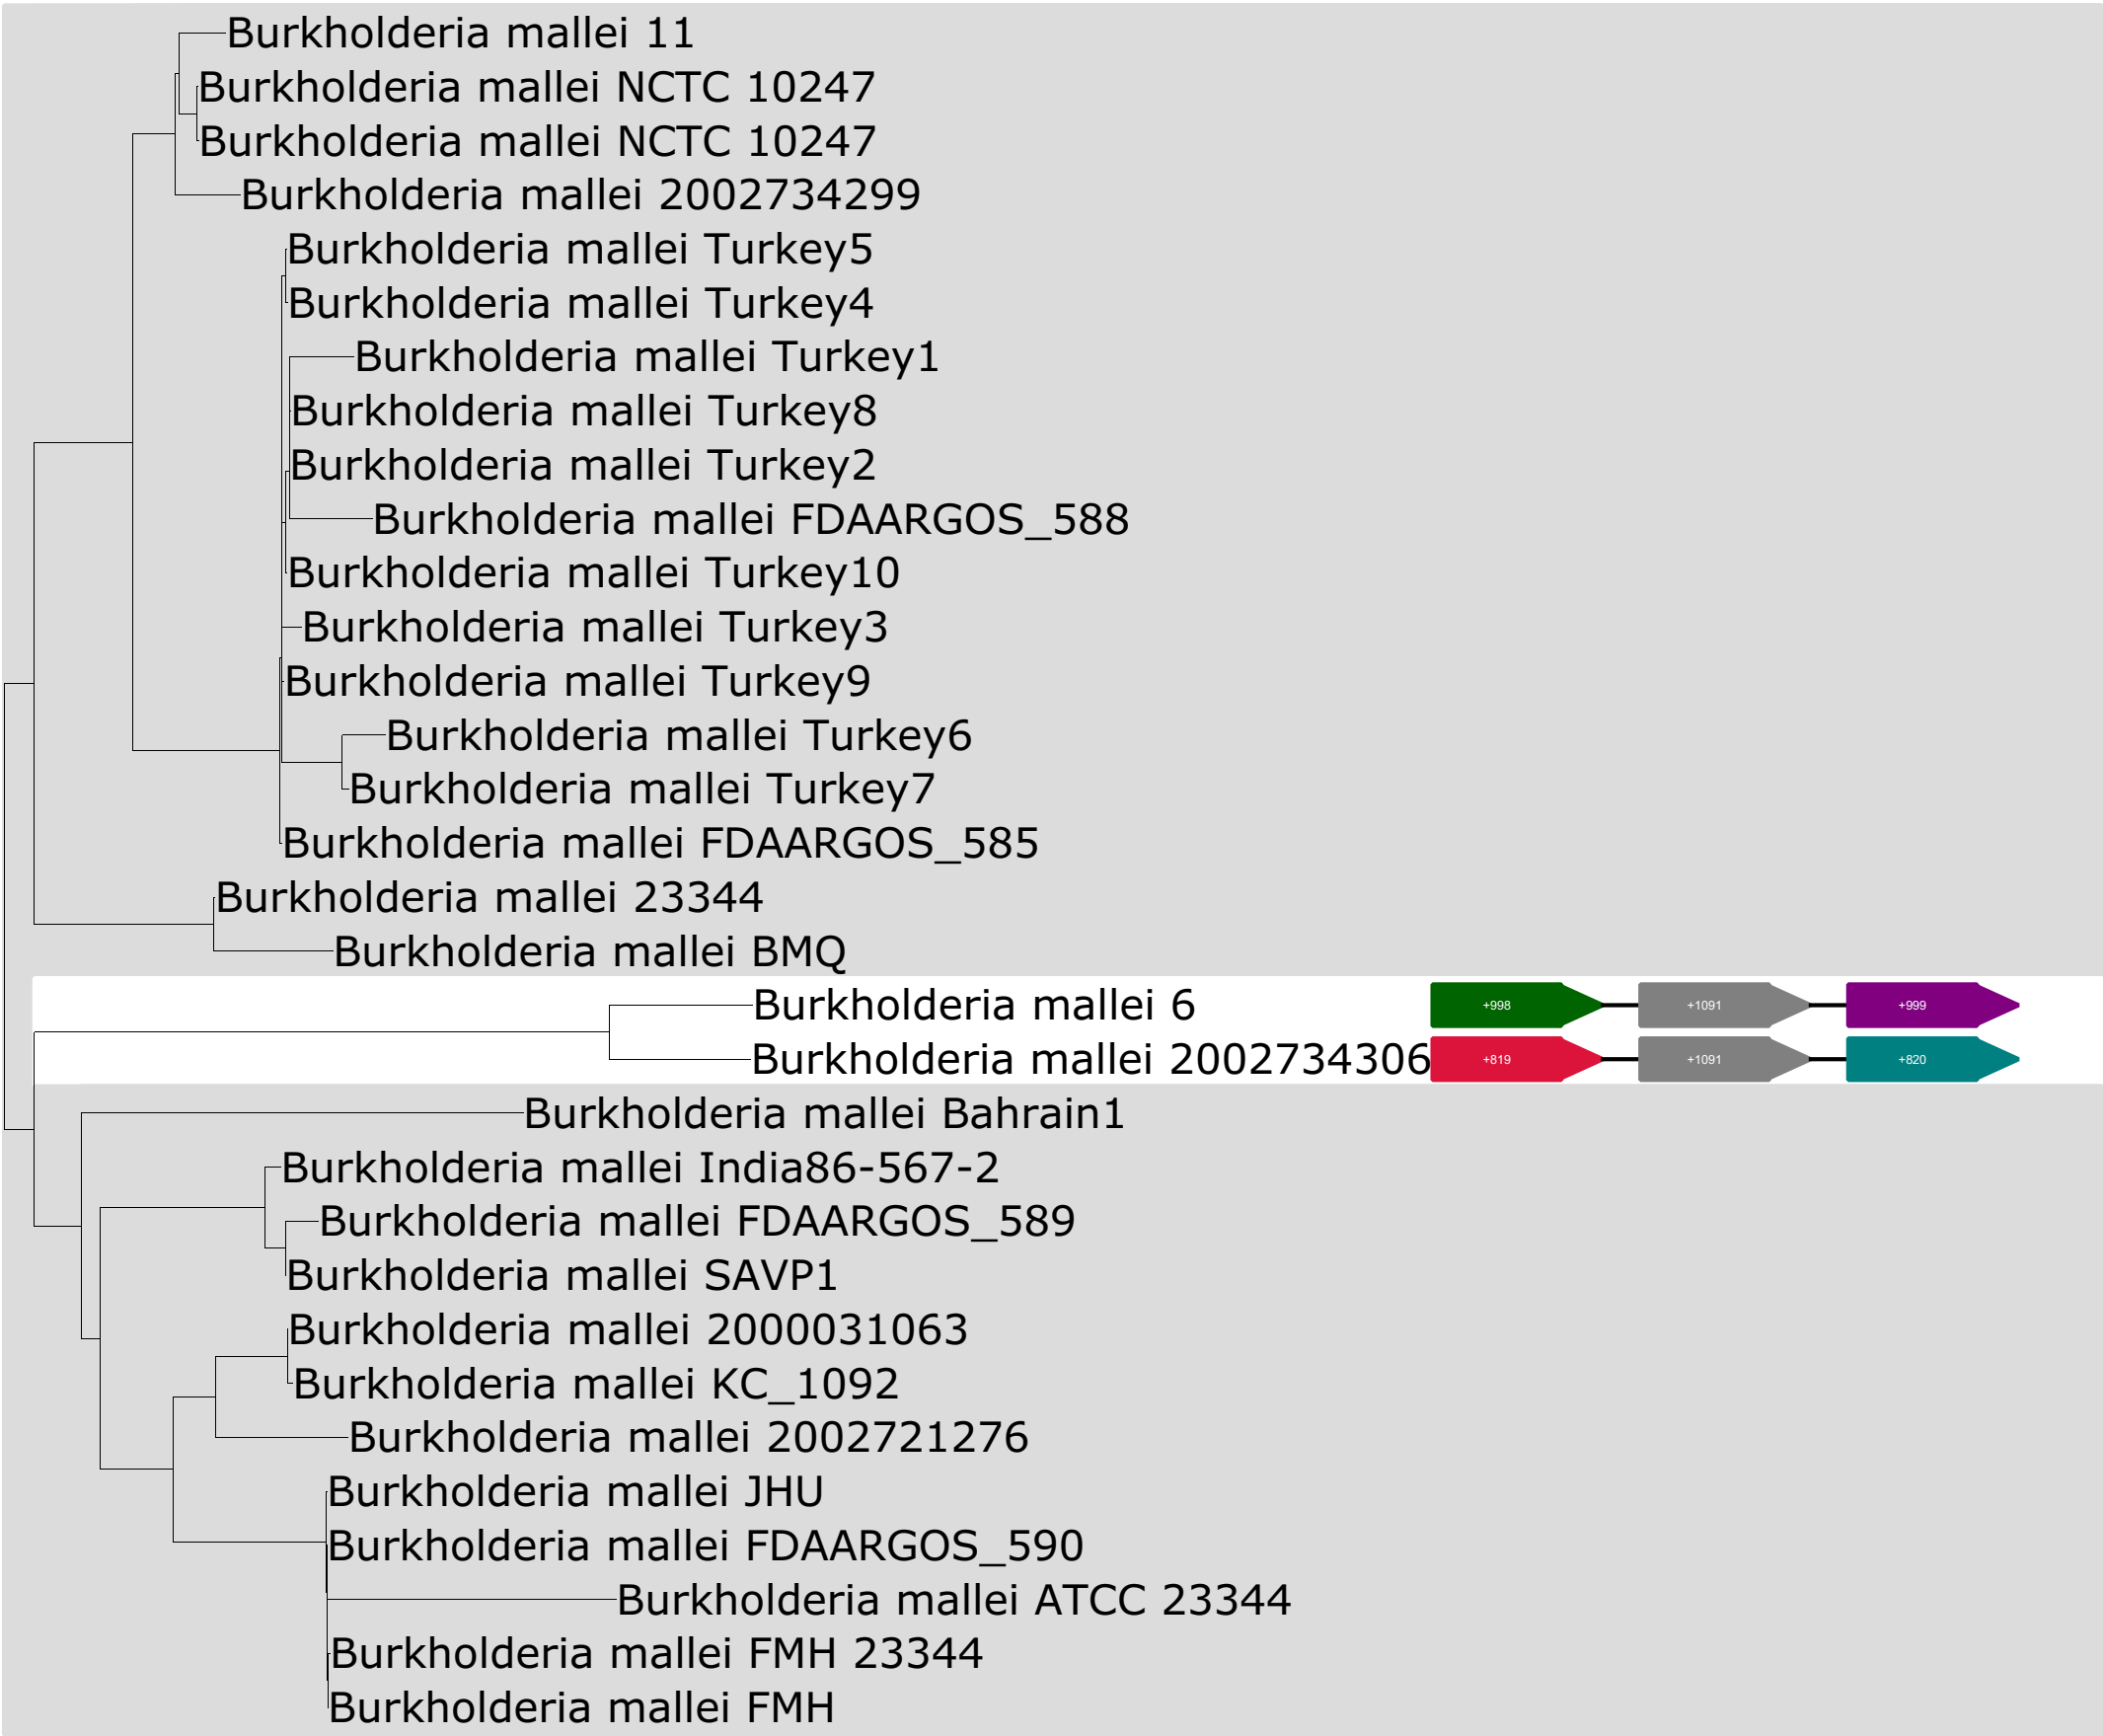 Burkholderia mallei 11
Burkholderia mallei NCTC 10247
Burkholderia mallei NCTC 10247
Burkholderia mallei 2002734299
Burkholderia mallei Turkey5
Burkholderia mallei Turkey4
Burkholderia mallei Turkey1
Burkholderia mallei Turkey8
Burkholderia mallei Turkey2
Burkholderia mallei FDAARGOS_588
Burkholderia mallei Turkey10
Burkholderia mallei Turkey3
Burkholderia mallei Turkey9
Burkholderia mallei Turkey6
Burkholderia mallei Turkey7
Burkholderia mallei FDAARGOS_585
Burkholderia mallei 23344
Burkholderia mallei BMQ
Burkholderia mallei 6 +998 +1091 +999
Burkholderia mallei 2002734306 +819 +1091 +820
Burkholderia mallei Bahrain1
Burkholderia mallei India86-567-2
Burkholderia mallei FDAARGOS_589
Burkholderia mallei SAVP1
Burkholderia mallei 2000031063
Burkholderia mallei KC_1092
Burkholderia mallei 2002721276
Burkholderia mallei JHU
Burkholderia mallei FDAARGOS_590
Burkholderia mallei ATCC 23344
Burkholderia mallei FMH 23344
Burkholderia mallei FMH